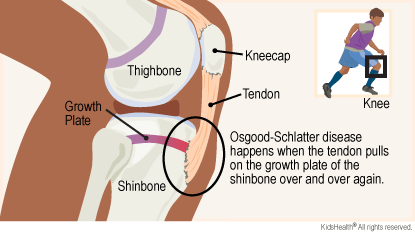 Thighbone
Kneecap
Tendon
Knee
Growth
Plate
Osgood-Schlatter disease
happens when the tendon pulls
on the growth plate of the
shinbone over and over again.
Shinbone
KidsHealth® All rights reserved.